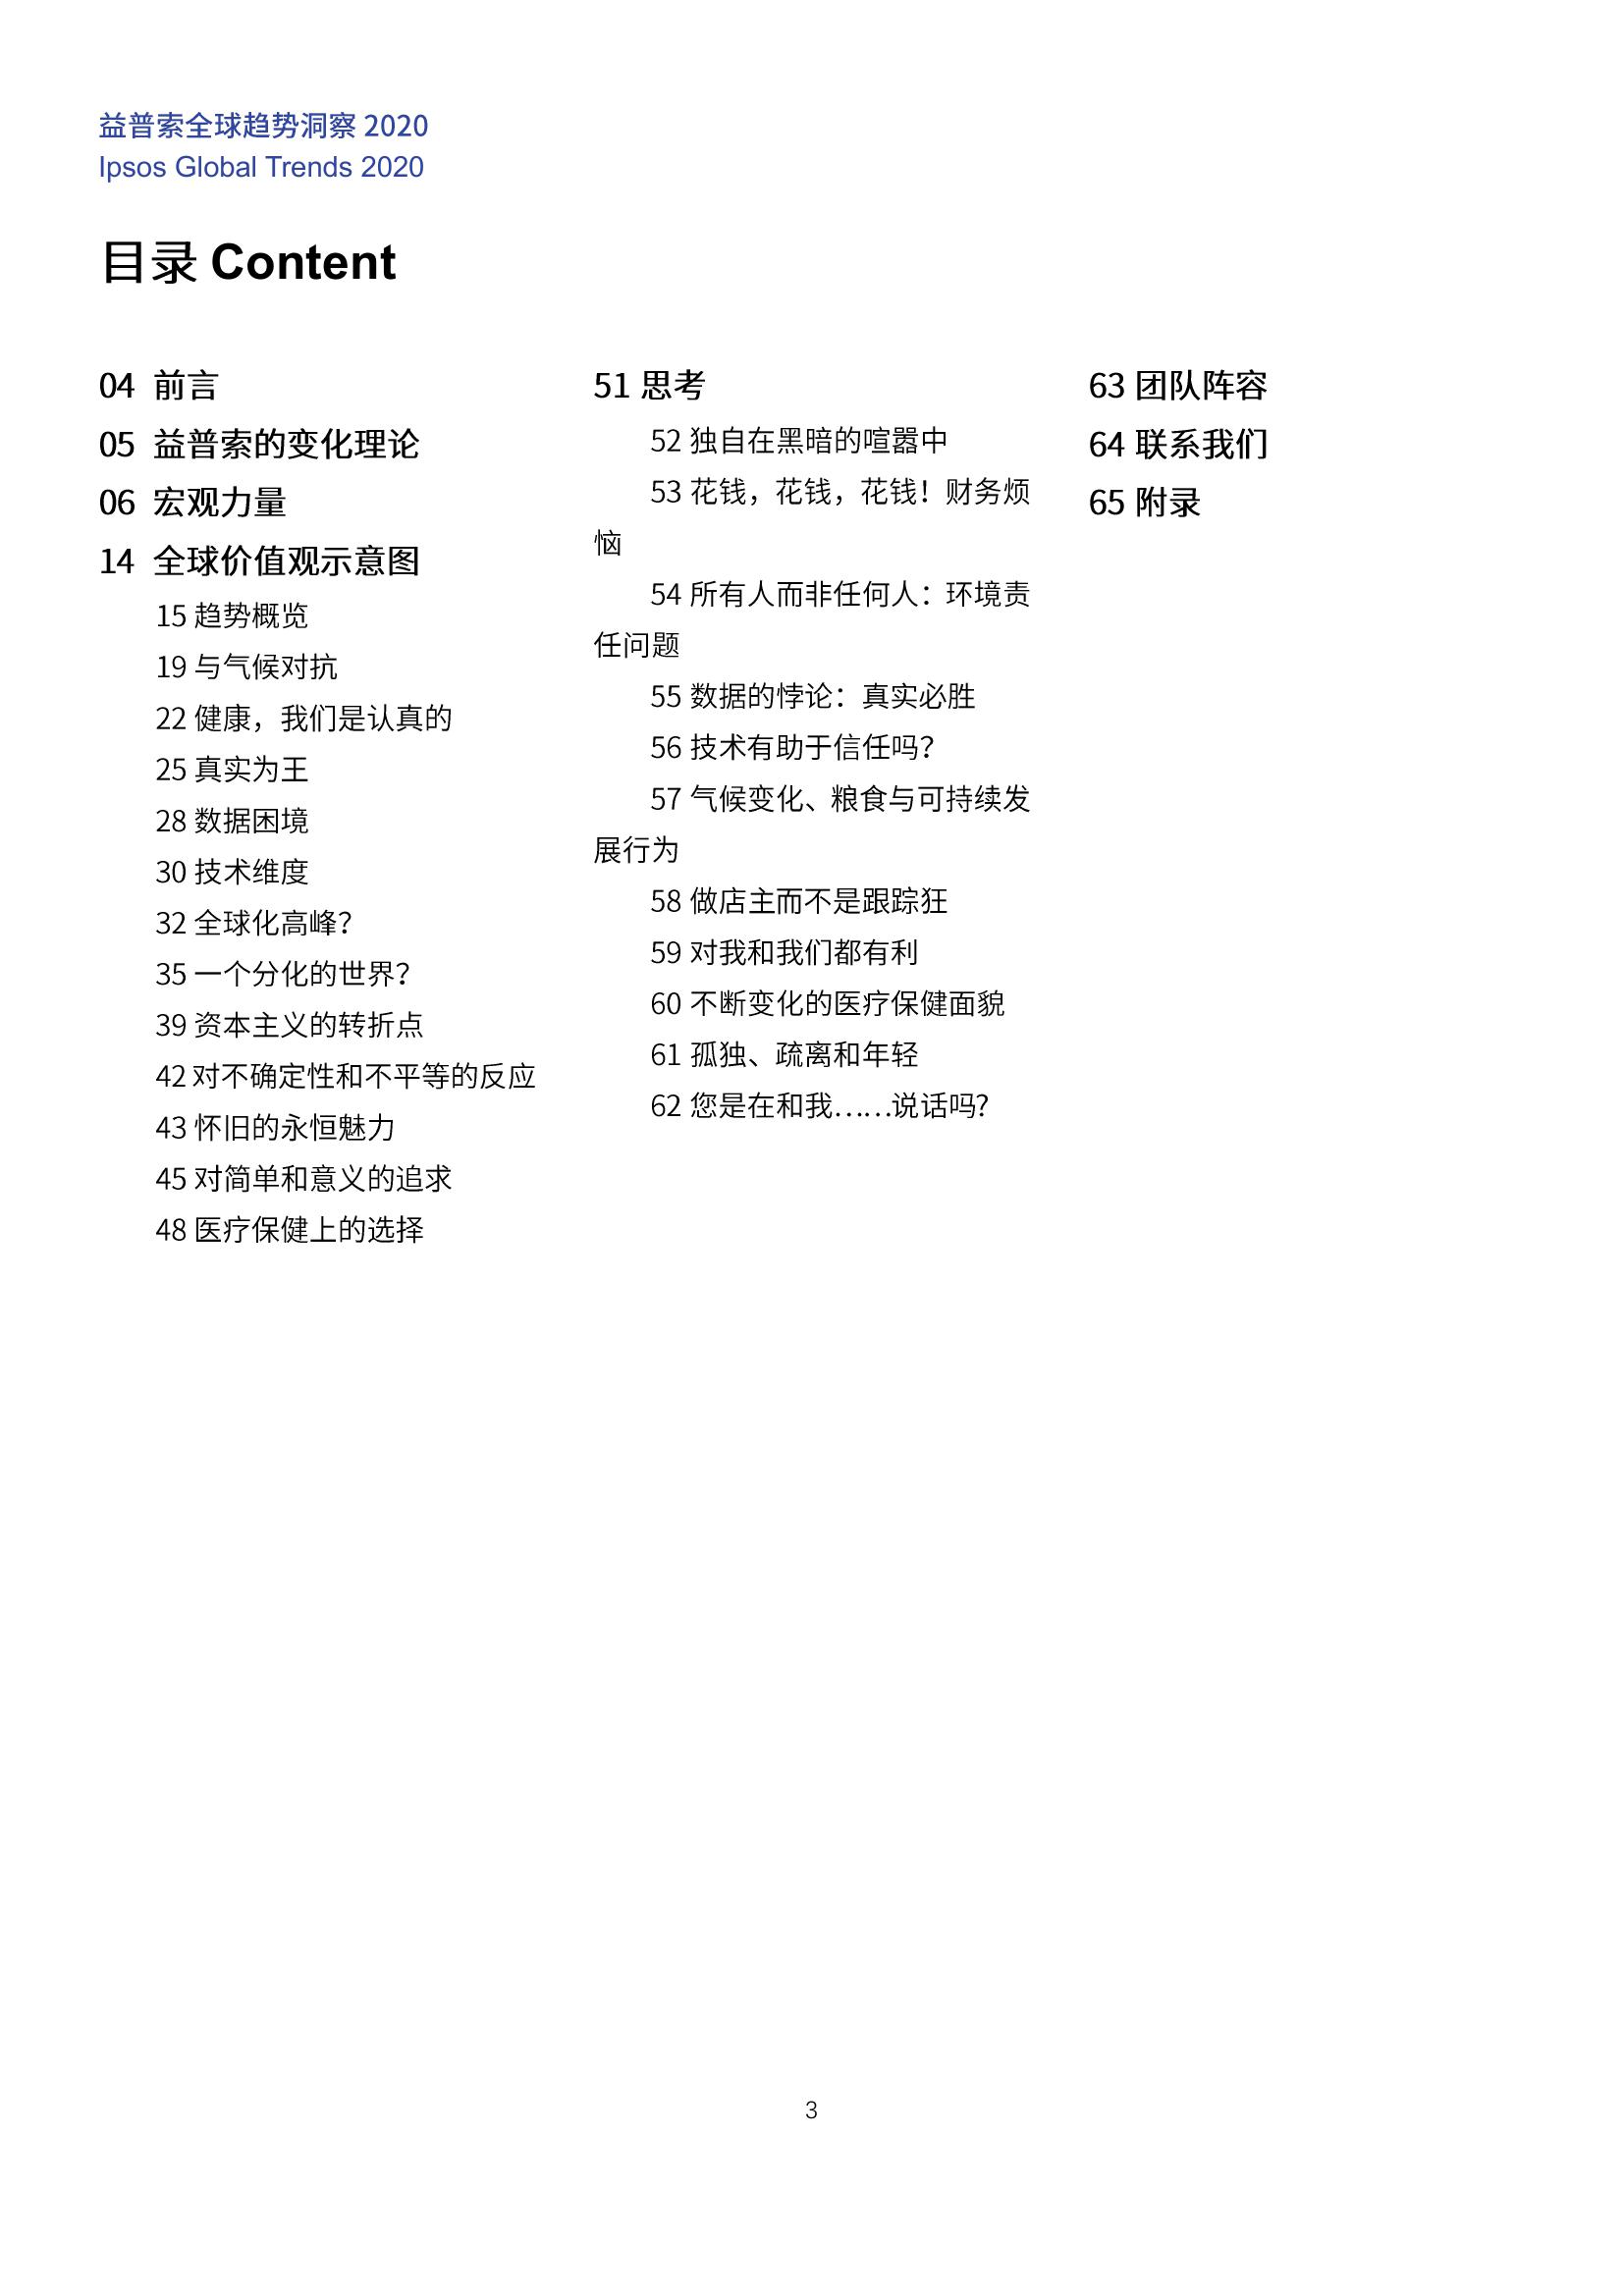 益普索全球趋势洞察 2020
Ipsos Global Trends 2020
目录 Content
04 前言
05 益普索的变化理论
06 宏观力量
14 全球价值观示意图
15 趋势概览
19 与气候对抗
22 健康，我们是认真的
25 真实为王
28 数据困境
30 技术维度
32 全球化高峰？
35 一个分化的世界？
39 资本主义的转折点
42 对不确定性和不平等的反应
43 怀旧的永恒魅力
45 对简单和意义的追求
48 医疗保健上的选择
51 思考
52 独自在黑暗的喧嚣中
53 花钱，花钱，花钱！财务烦
恼
54 所有人而非任何人：环境责
任问题
55 数据的悖论：真实必胜
56 技术有助于信任吗？
57 气候变化、粮食与可持续发
展行为
58 做店主而不是跟踪狂
59 对我和我们都有利
60 不断变化的医疗保健面貌
61 孤独、疏离和年轻
62 您是在和我……说话吗?
63 团队阵容
64 联系我们
65 附录
3